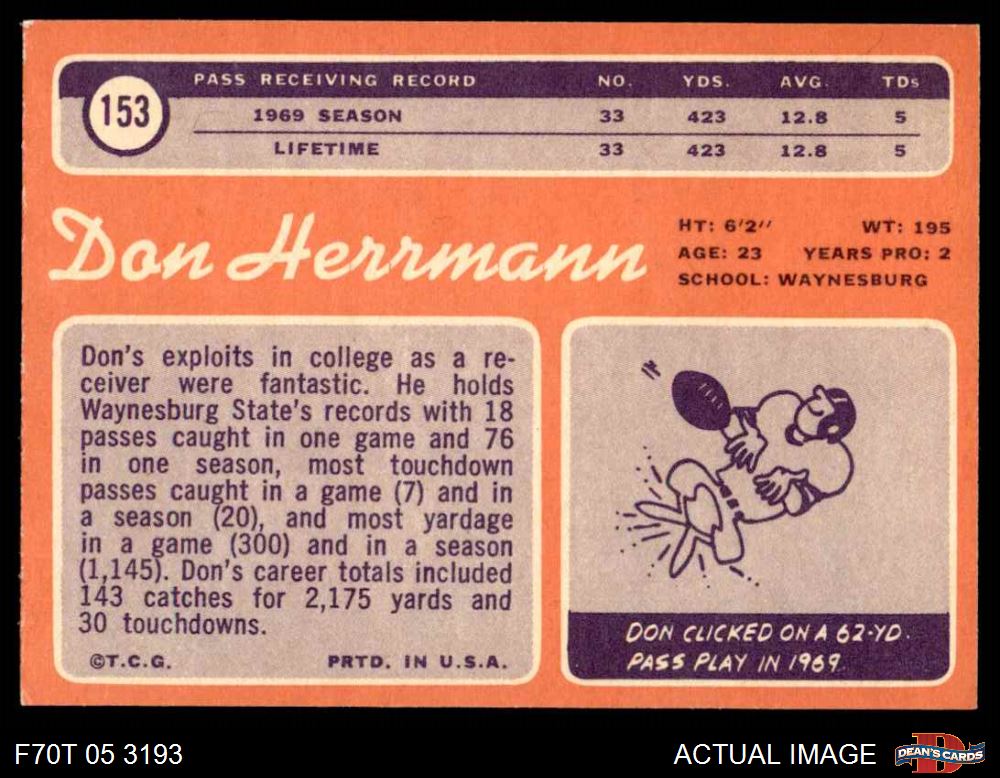 153
PASS RECEIVING RECORD NO. YDS. AVG. TDs
1969 SEASON 33 423 12.8 5
LIFETIME 33 423 12.8 5
Don Herrmann
HT: 6'2'' WT: 195
AGE: 23 YEARS PRO: 2
SCHOOL: WAYNESBURG
Don's exploits in college as a re-
ceiver were fantastic. He holds
Waynesburg State's records with 18
passes caught in one game and 76
in one season, most touchdown
passes caught in a game (7) and in
a season (20), and most yardage
in a game (300) and in a season
(1,145). Don's career totals included
143 catches for 2,175 yards and
30 touchdowns.
©T.C.G. PRTD. IN U.S.A.
DON CLICKED ON A 62-YD.
PASS PLAY IN 1969.
F70T 05 3193
ACTUAL IMAGE
D
DEAN'S CARDS